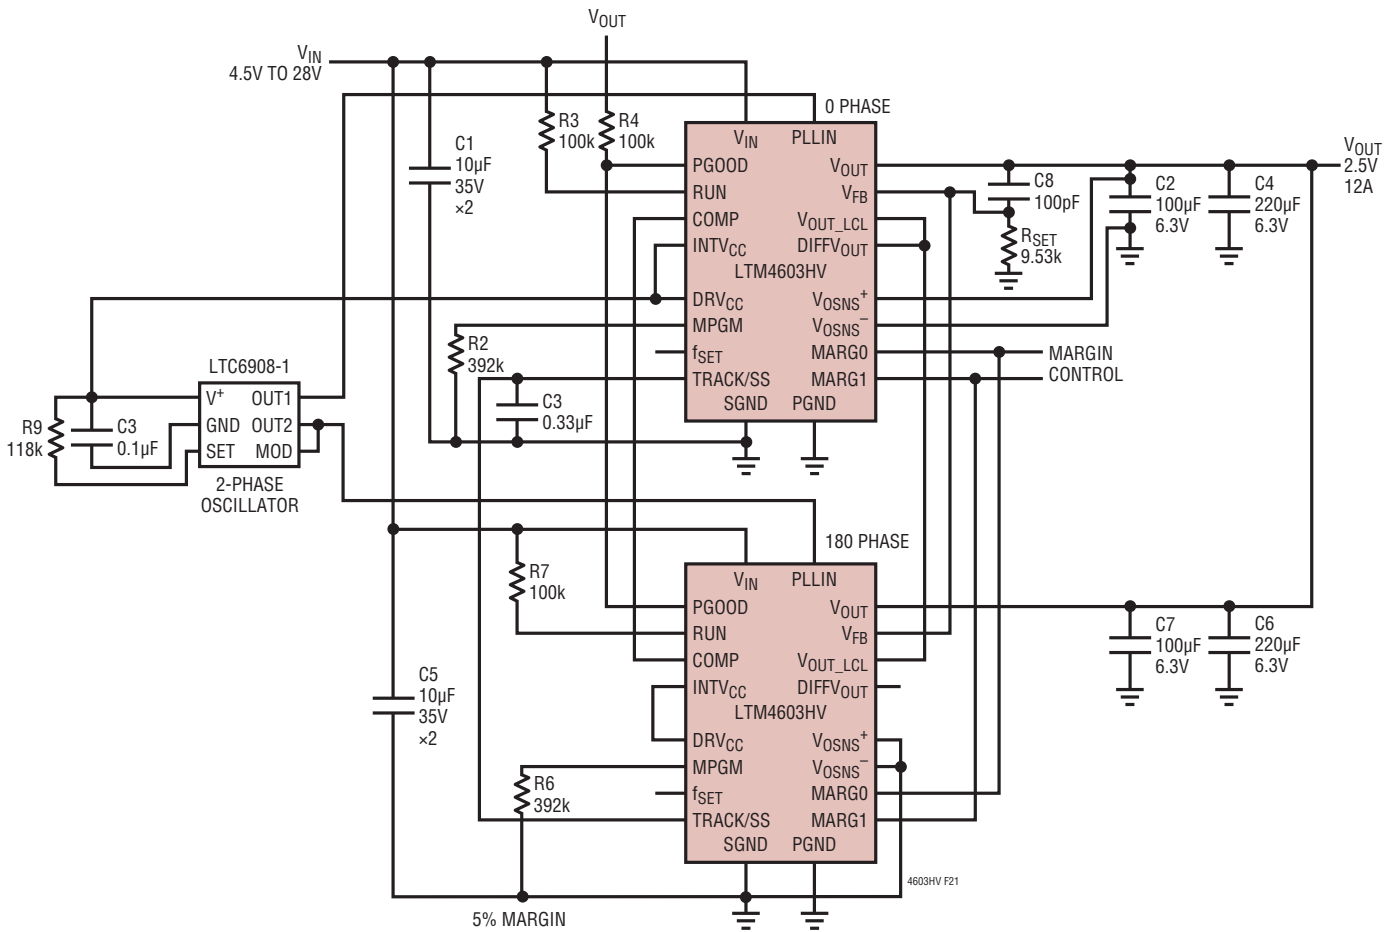 VOUT
VIN
4.5V TO 28V
R3
100k
R4
100k
C1
10µF
35V
×2
0 PHASE
VIN PLLIN
PGOOD
RUN
COMP
INTVCC
LTM4603HV
DRVCC
MPGM
fSET
TRACK/SS
SGND PGND
VOUT
VFB
VOUT_LCL
DIFFVOUT
VOSNS+
VOSNS–
MARG0
MARG1
C8
100pF
RSET
9.53k
C2
100µF
6.3V
C4
220µF
6.3V
VOUT
2.5V
12A
MARGIN
CONTROL
R2
392k
C3
0.33µF
LTC6908-1
V+ OUT1
GND OUT2
SET MOD
2-PHASE
OSCILLATOR
R9
118k
C3
0.1µF
180 PHASE
R7
100k
C5
10µF
35V
×2
VIN PLLIN
PGOOD
RUN
COMP
INTVCC
LTM4603HV
DRVCC
MPGM
fSET
TRACK/SS
SGND PGND
VOUT
VFB
VOUT_LCL
DIFFVOUT
VOSNS+
VOSNS–
MARG0
MARG1
C7
100µF
6.3V
C6
220µF
6.3V
R6
392k
5% MARGIN
4603HV F21